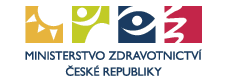 MINISTERSTVO ZDRAVOTNICTVÍ
ČESKÉ REPUBLIKY